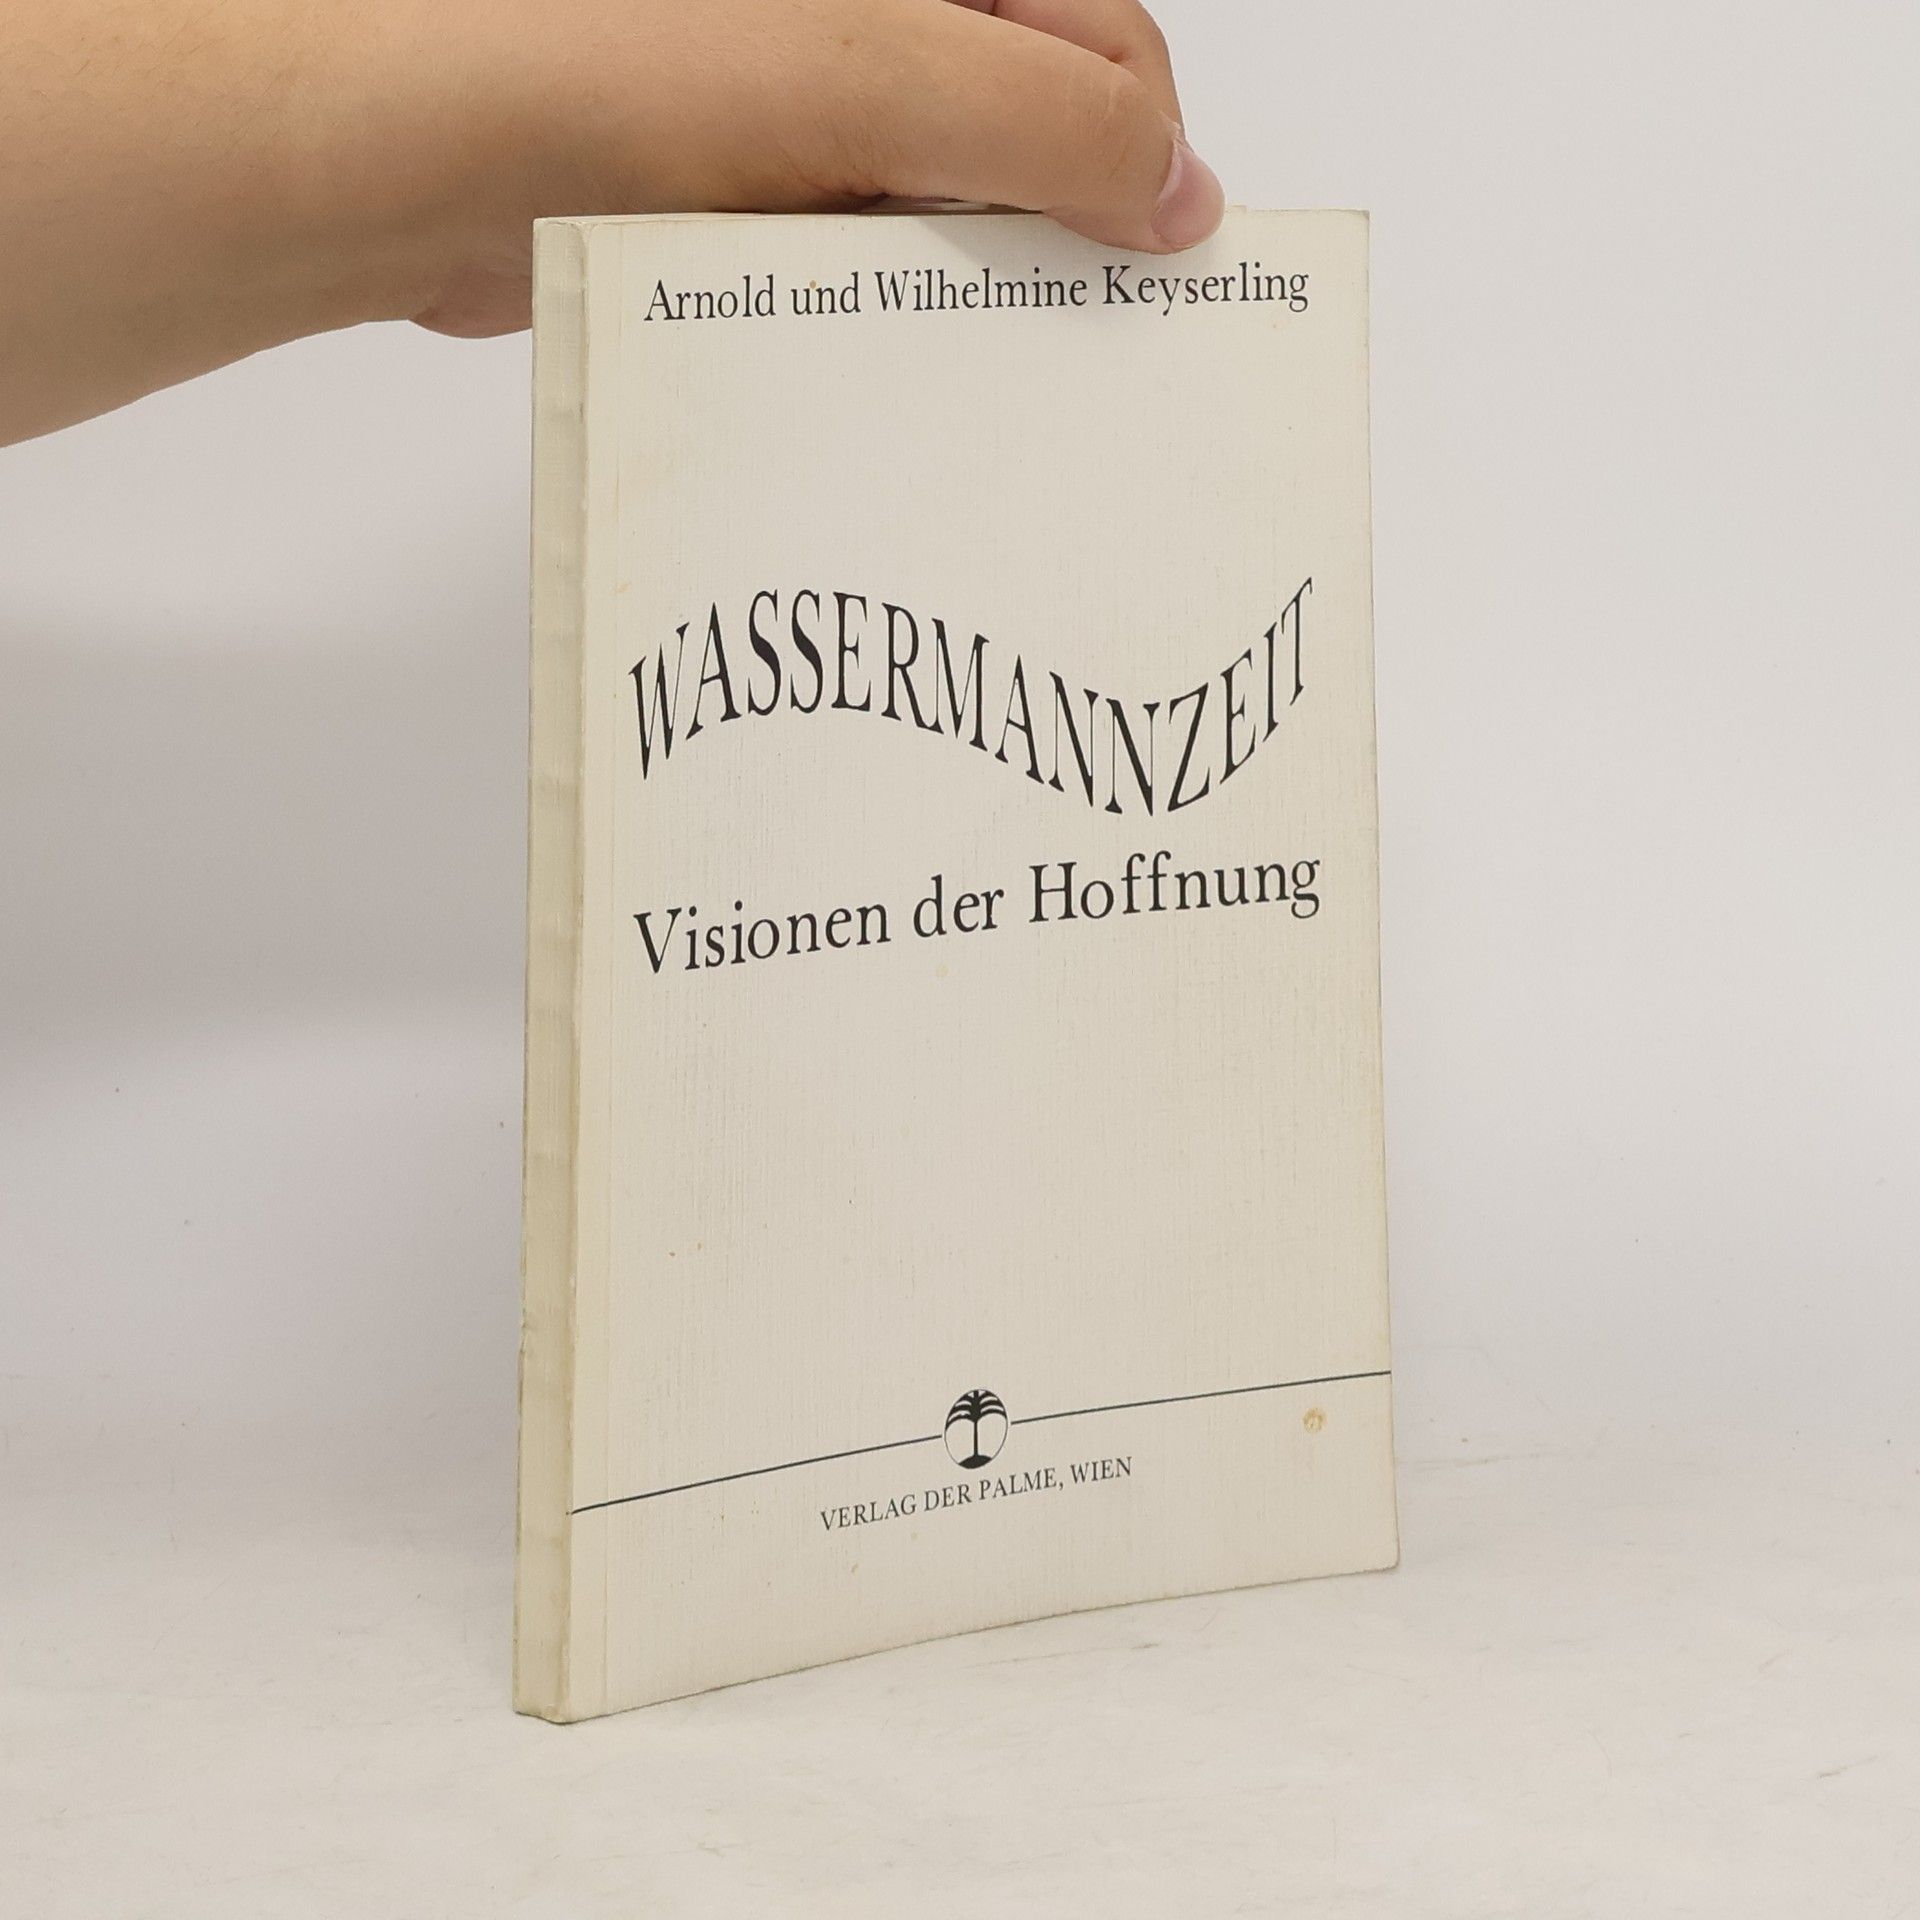 Arnold und Wilhelmine Keyserling
WASSERMANNZEIT
Visionen der Hoffnung
VERLAG DER PALME, WIEN